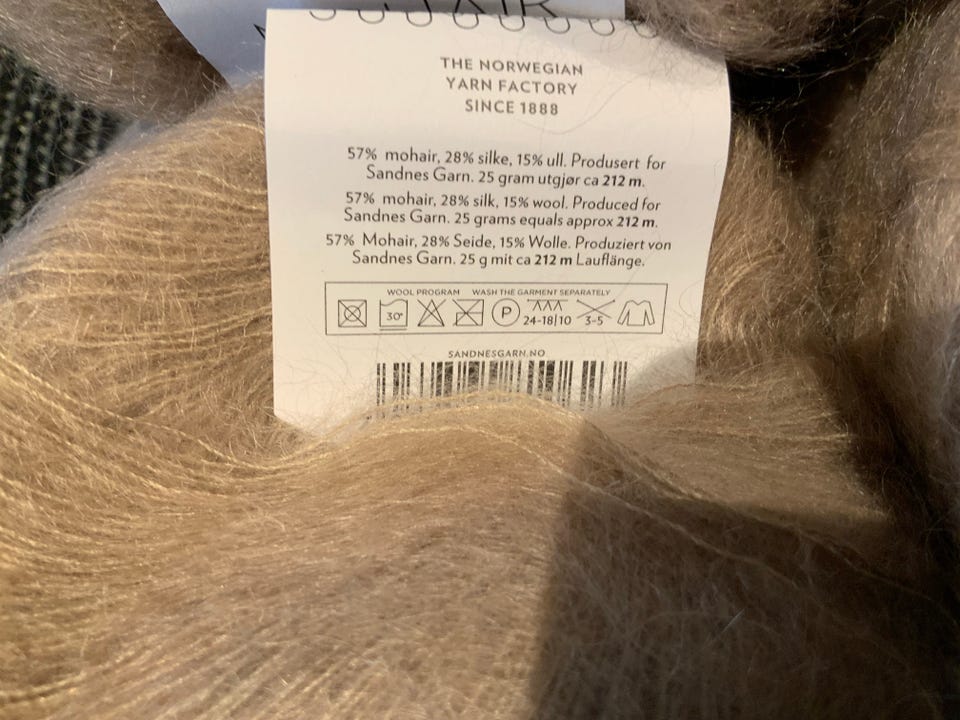 THE NORWEGIAN
YARN FACTORY
SINCE 1888
57% mohair, 28% silke, 15% ull. Produsert for
Sandnes Garn. 25 gram utgjør ca 212 m.
57% mohair, 28% silk, 15% wool. Produced for
Sandnes Garn. 25 grams equals approx 212 m.
57% Mohair, 28% Seide, 15% Wolle. Produziert von
Sandnes Garn. 25 g mit ca 212 m Lauflänge.
WOOL PROGRAM WASH THE GARMENT SEPARATELY
30° P 24-18|10 3-5
SANDNESGARN.NO